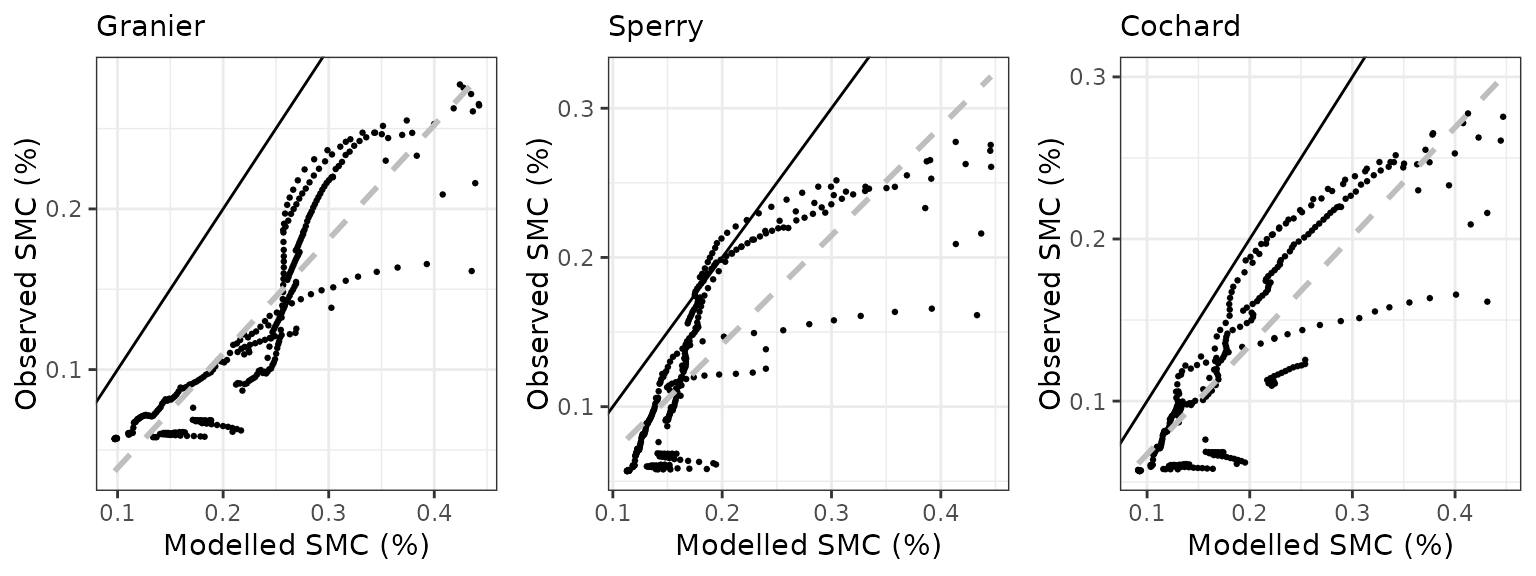 Granier
Observed SMC (%)
0.2
0.1
0.1 0.2 0.3 0.4
Modelled SMC (%)
Sperry
Observed SMC (%)
0.3
0.2
0.1
0.1 0.2 0.3 0.4
Modelled SMC (%)
Cochard
Observed SMC (%)
0.3
0.2
0.1
0.1 0.2 0.3 0.4
Modelled SMC (%)